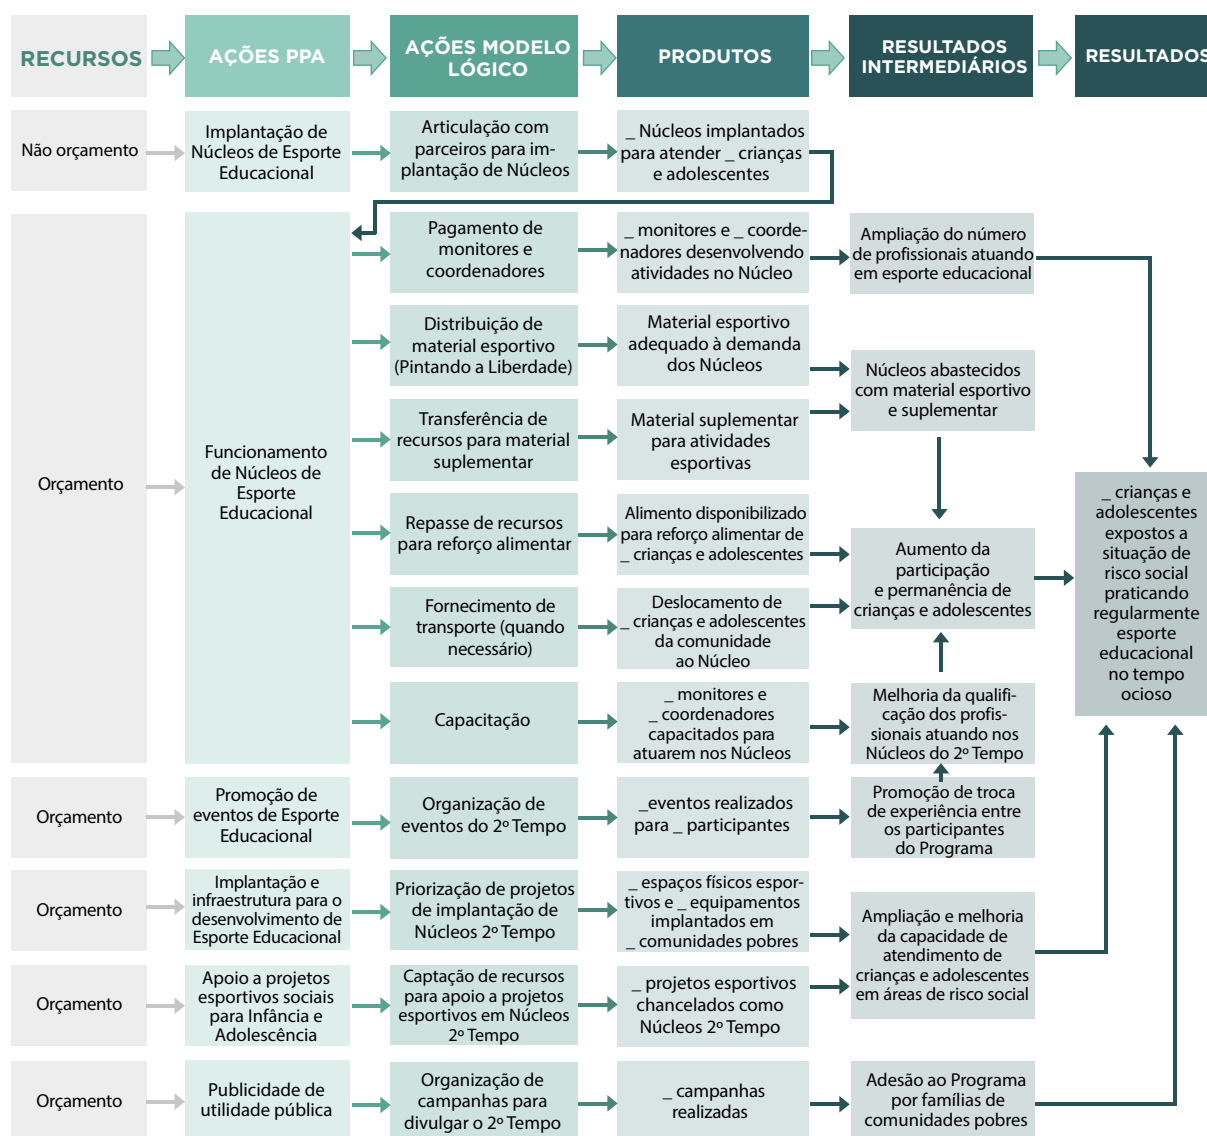 RECURSOS
AÇÕES PPA
AÇÕES MODELO
LÓGICO
PRODUTOS
RESULTADOS
INTERMEDIÁRIOS
RESULTADOS
Não orçamento
Implantação de
Núcleos de Esporte
Educacional
Articulação com
parceiros para im-
plantação de Núcleos
_ Núcleos implantados
para atender _ crianças
e adolescentes
Orçamento
Funcionamento
de Núcleos de
Esporte
Educacional
Pagamento de
monitores e
coordenadores
_ monitores e _ coorde-
nadores desenvolvendo
atividades no Núcleo
Ampliação do número
de profissionais atuando
em esporte educacional
Distribuição de
material esportivo
(Pintando a Liberdade)
Material esportivo
adequado à demanda
dos Núcleos
Núcleos abastecidos
com material esportivo
e suplementar
Transferência de
recursos para material
suplementar
Material suplementar
para atividades
esportivas
Repasse de recursos
para reforço alimentar
Alimento disponibilizado
para reforço alimentar de
_ crianças e adolescentes
Aumento da
participação
e permanência de
crianças e adolescentes
Fornecimento de
transporte (quando
necessário)
Deslocamento de
_ crianças e adolescentes
da comunidade
ao Núcleo
Capacitação
_ monitores e
_ coordenadores
capacitados para
atuarem nos Núcleos
Melhoria da qualifi-
cação dos profis-
sionais atuando nos
Núcleos do 2º Tempo
_ crianças e
adolescentes
expostos a
situação de
risco social
praticando
regularmente
esporte
educacional
no tempo
ocioso
Orçamento
Promoção de
eventos de Esporte
Educacional
Organização de
eventos do 2º Tempo
_eventos realizados
para _ participantes
Promoção de troca
de experiência entre
os participantes
do Programa
Orçamento
Implantação e
infraestrutura para o
desenvolvimento de
Esporte Educacional
Priorização de projetos
de implantação de
Núcleos 2º Tempo
_ espaços físicos espor-
tivos e _ equipamentos
implantados em
_ comunidades pobres
Ampliação e melhoria
da capacidade de
atendimento de
crianças e adolescentes
em áreas de risco social
Orçamento
Apoio a projetos
esportivos sociais
para Infância e
Adolescência
Captação de recursos
para apoio a projetos
esportivos em Núcleos
2º Tempo
_ projetos esportivos
chancelados como
Núcleos 2º Tempo
Orçamento
Publicidade de
utilidade pública
Organização de
campanhas para
divulgar o 2º Tempo
_ campanhas
realizadas
Adesão ao Programa
por famílias de
comunidades pobres